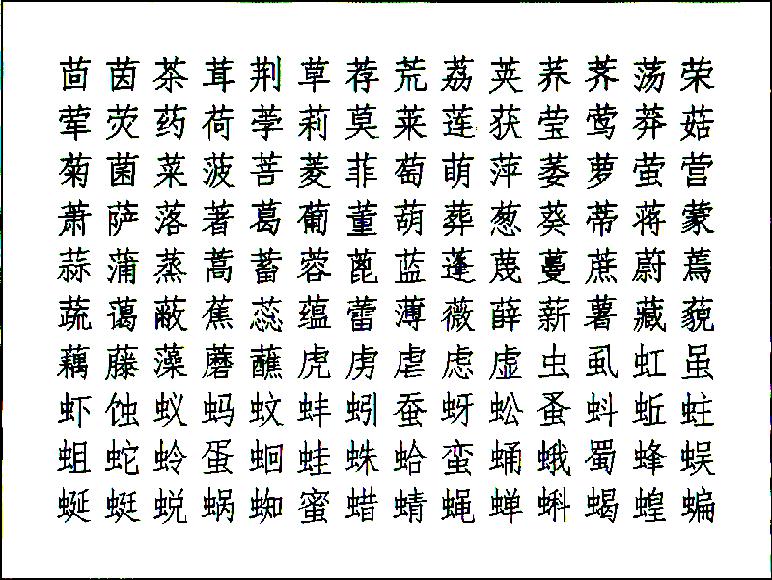 茴茵茶茸荆草荐荒荔荚荞荠荡荣
荤荧药荷荸莉莫莱莲获莹莺莽菇
菊菌菜菠菩菱菲萄萌萍萎萝萤营
萧萨落著葛葡董葫葬葱葵蒂蒋蒙
蒜蒲蒸蒿蓄蓉蓖蓝蓬蔑蔓蔗蔚蔫
蔬蔼蔽蕉蕊蕴蕾薄薇薛薪薯藏藐
藕藤藻蘑蘸虎虏虐虑虚虫虱虹虽
虾蚀蚁蚂蚊蚌蚓蚕蚜蚣蚤蚪蚯蛀
蛆蛇蛉蛋蛔蛙蛛蛤蛮蛹蛾蜀蜂蜈
蜒蜓蜕蜗蜘蜜蜡蜻蝇蝉蝌蝎蝗蝙